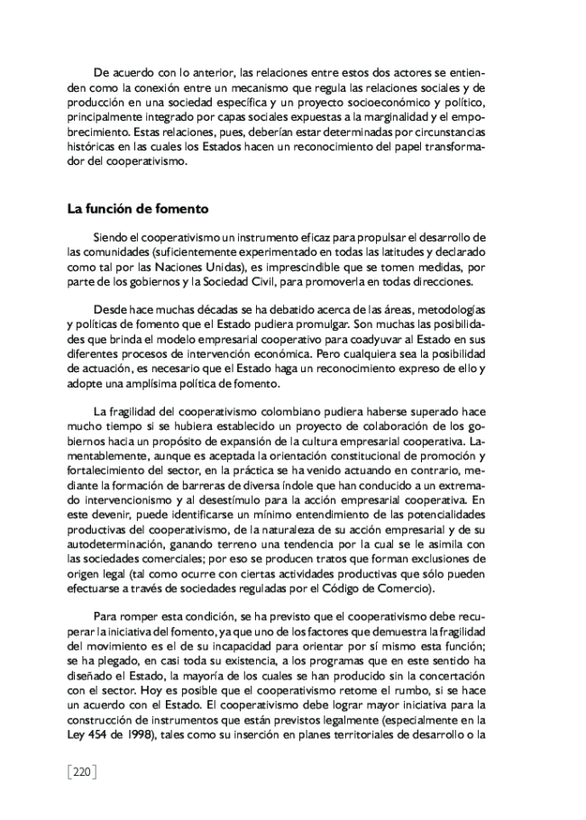 De acuerdo con lo anterior, las relaciones entre estos dos actores se entien-
den como la conexión entre un mecanismo que regula las relaciones sociales y de
producción en una sociedad específica y un proyecto socioeconómico y político,
principalmente integrado por capas sociales expuestas a la marginalidad y el empo-
brecimiento. Estas relaciones, pues, deberían estar determinadas por circunstancias
históricas en las cuales los Estados hacen un reconocimiento del papel transforma-
dor del cooperativismo.
La función de fomento
Siendo el cooperativismo un instrumento eficaz para propulsar el desarrollo de
las comunidades (suficientemente experimentado en todas las latitudes y declarado
como tal por las Naciones Unidas), es imprescindible que se tomen medidas, por
parte de los gobiernos y la Sociedad Civil, para promoverla en todas direcciones.
Desde hace muchas décadas se ha debatido acerca de las áreas, metodologías
y políticas de fomento que el Estado pudiera promulgar. Son muchas las posibilida-
des que brinda el modelo empresarial cooperativo para coadyuvar al Estado en sus
diferentes procesos de intervención económica. Pero cualquiera sea la posibilidad
de actuación, es necesario que el Estado haga un reconocimiento expreso de ello y
adopte una amplísima política de fomento.
La fragilidad del cooperativismo colombiano pudiera haberse superado hace
mucho tiempo si se hubiera establecido un proyecto de colaboración de los go-
biernos hacia un propósito de expansión de la cultura empresarial cooperativa. La-
mentablemente, aunque es aceptada la orientación constitucional de promoción y
fortalecimiento del sector, en la práctica se ha venido actuando en contrario, me-
diante la formación de barreras de diversa índole que han conducido a un extrema-
do intervencionismo y al desestímulo para la acción empresarial cooperativa. En
este devenir, puede identificarse un mínimo entendimiento de las potencialidades
productivas del cooperativismo, de la naturaleza de su acción empresarial y de su
autodeterminación, ganando terreno una tendencia por la cual se le asimila con
las sociedades comerciales; por eso se producen tratos que forman exclusiones de
origen legal (tal como ocurre con ciertas actividades productivas que sólo pueden
efectuarse a través de sociedades reguladas por el Código de Comercio).
Para romper esta condición, se ha previsto que el cooperativismo debe recu-
perar la iniciativa del fomento, ya que uno de los factores que demuestra la fragilidad
del movimiento es el de su incapacidad para orientar por sí mismo esta función;
se ha plegado, en casi toda su existencia, a los programas que en este sentido ha
diseñado el Estado, la mayoría de los cuales se han producido sin la concertación
con el sector. Hoy es posible que el cooperativismo retome el rumbo, si se hace
un acuerdo con el Estado. El cooperativismo debe lograr mayor iniciativa para la
construcción de instrumentos que están previstos legalmente (especialmente en la
Ley 454 de 1998), tales como su inserción en planes territoriales de desarrollo o la
[220]